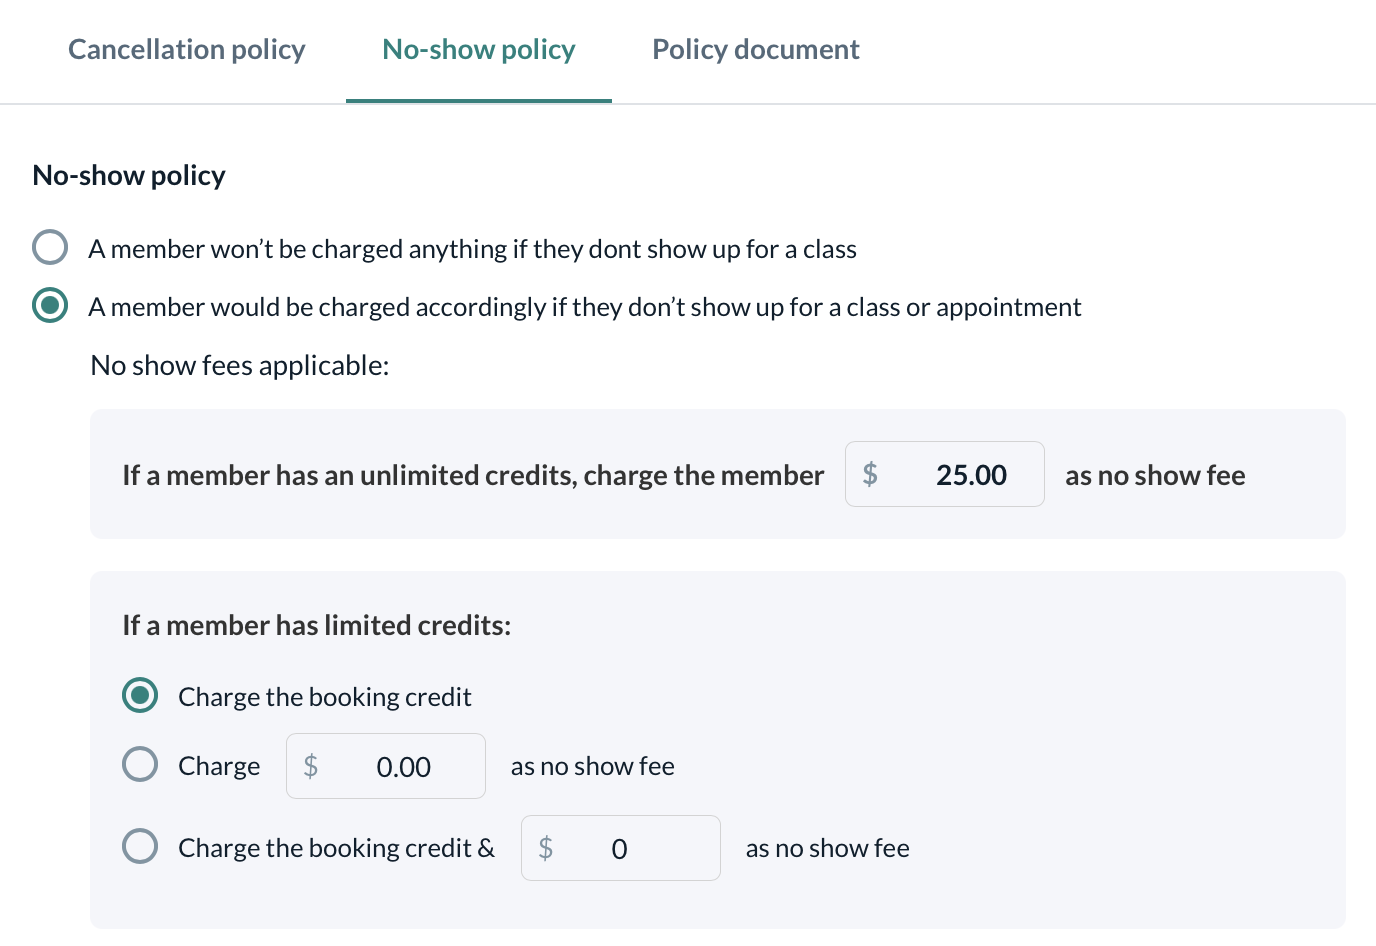 Cancellation policy No-show policy Policy document
No-show policy
A member won’t be charged anything if they dont show up for a class
A member would be charged accordingly if they don’t show up for a class or appointment
No show fees applicable:
If a member has an unlimited credits, charge the member $ 25.00 as no show fee
If a member has limited credits:
Charge the booking credit
Charge $ 0.00 as no show fee
Charge the booking credit & $ 0 as no show fee